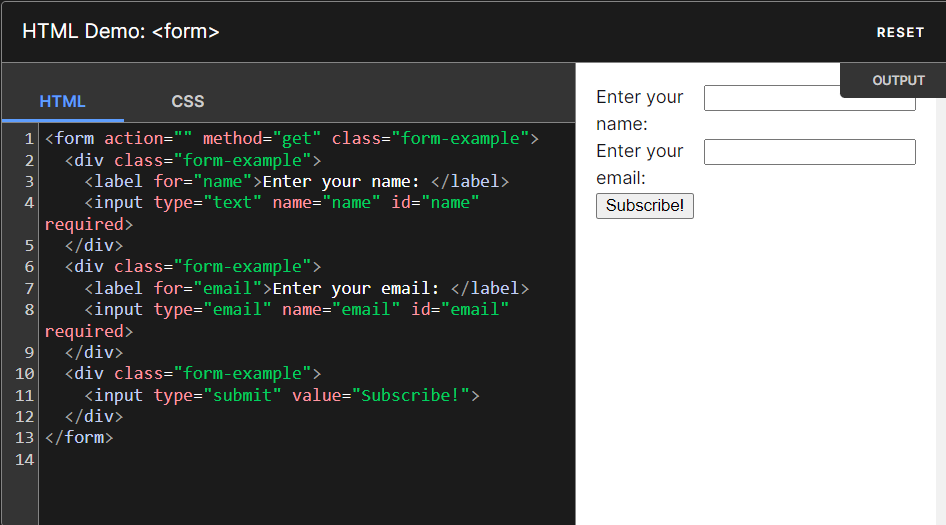 HTML Demo: <form>
RESET
HTML
CSS
OUTPUT
1 <form action="" method="get" class="form-example">
2   <div class="form-example">
3     <label for="name">Enter your name: </label>
4     <input type="text" name="name" id="name"
required>
5   </div>
6   <div class="form-example">
7     <label for="email">Enter your email: </label>
8     <input type="email" name="email" id="email"
required>
9   </div>
10   <div class="form-example">
11     <input type="submit" value="Subscribe!">
12   </div>
13 </form>
14
Enter your
name:
Enter your
email:
Subscribe!